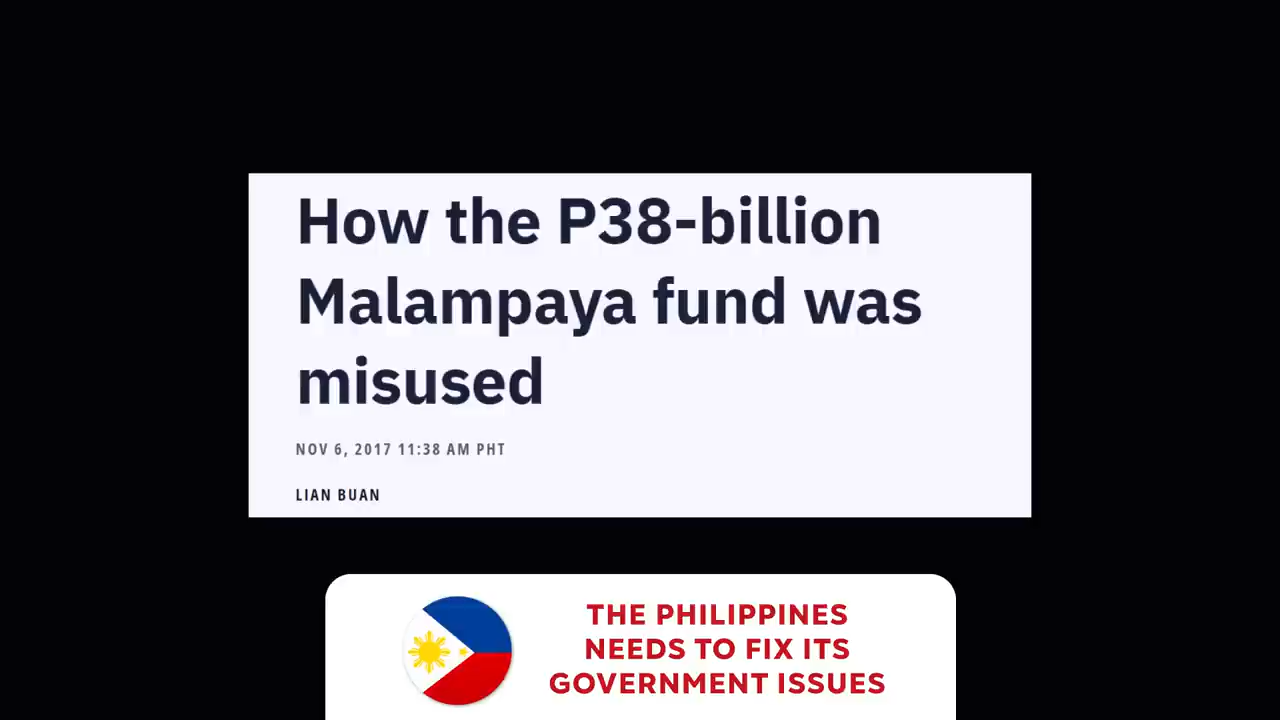 How the P38-billion
Malampaya fund was
misused
NOV 6, 2017 11:38 AM PHT
LIAN BUAN
THE PHILIPPINES
NEEDS TO FIX ITS
GOVERNMENT ISSUES